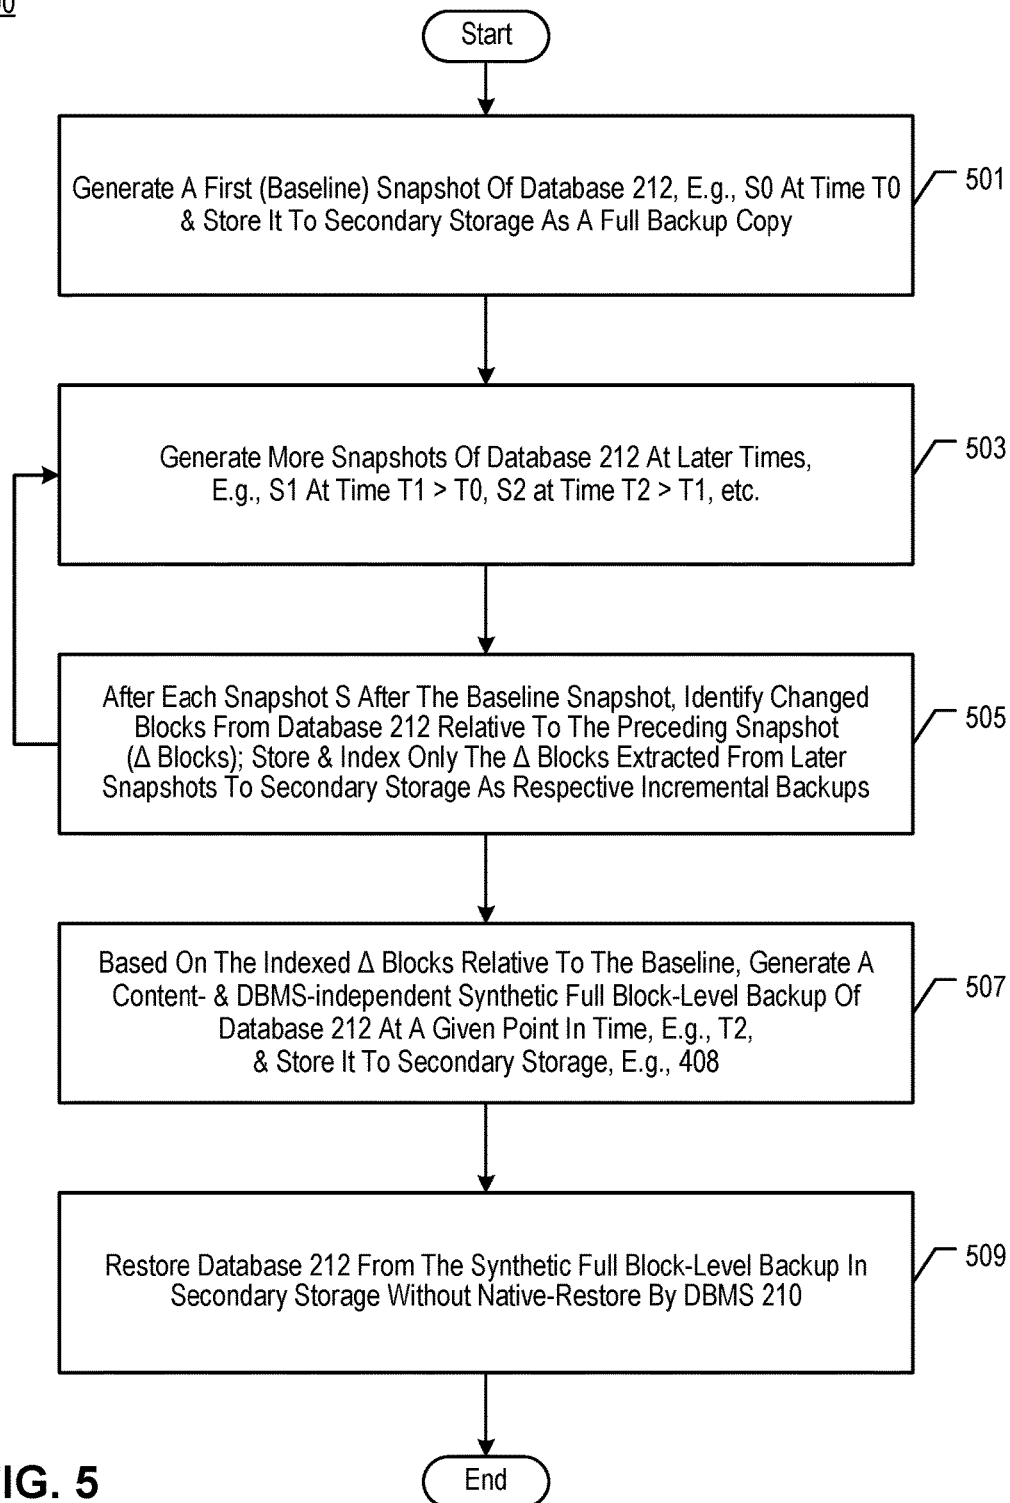 Start
Generate A First (Baseline) Snapshot Of Database 212, E.g., S0 At Time T0
& Store It To Secondary Storage As A Full Backup Copy
501
Generate More Snapshots Of Database 212 At Later Times,
E.g., S1 At Time T1 > T0, S2 at Time T2 > T1, etc.
503
After Each Snapshot S After The Baseline Snapshot, Identify Changed
Blocks From Database 212 Relative To The Preceding Snapshot
(Δ Blocks); Store & Index Only The Δ Blocks Extracted From Later
Snapshots To Secondary Storage As Respective Incremental Backups
505
Based On The Indexed Δ Blocks Relative To The Baseline, Generate A
Content- & DBMS-independent Synthetic Full Block-Level Backup Of
Database 212 At A Given Point In Time, E.g., T2,
& Store It To Secondary Storage, E.g., 408
507
Restore Database 212 From The Synthetic Full Block-Level Backup In
Secondary Storage Without Native-Restore By DBMS 210
509
End
IG. 5